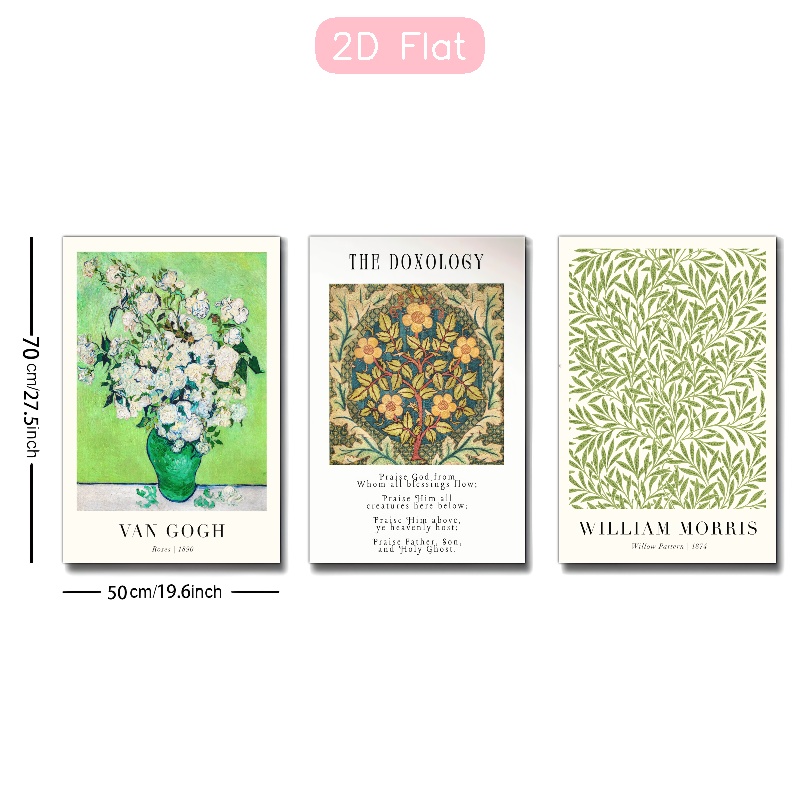 2D Flat
70cm/27.5inch
VAN GOGH
Roses | 1890
50cm/19.6inch
THE DOXOLOGY
Praise God from
Whom all blessings flow;
Praise Him all
creatures here below;
Praise Him above,
ye heavenly host;
Praise Father, Son,
and Holy Ghost.
WILLIAM MORRIS
Willow Pattern | 1874